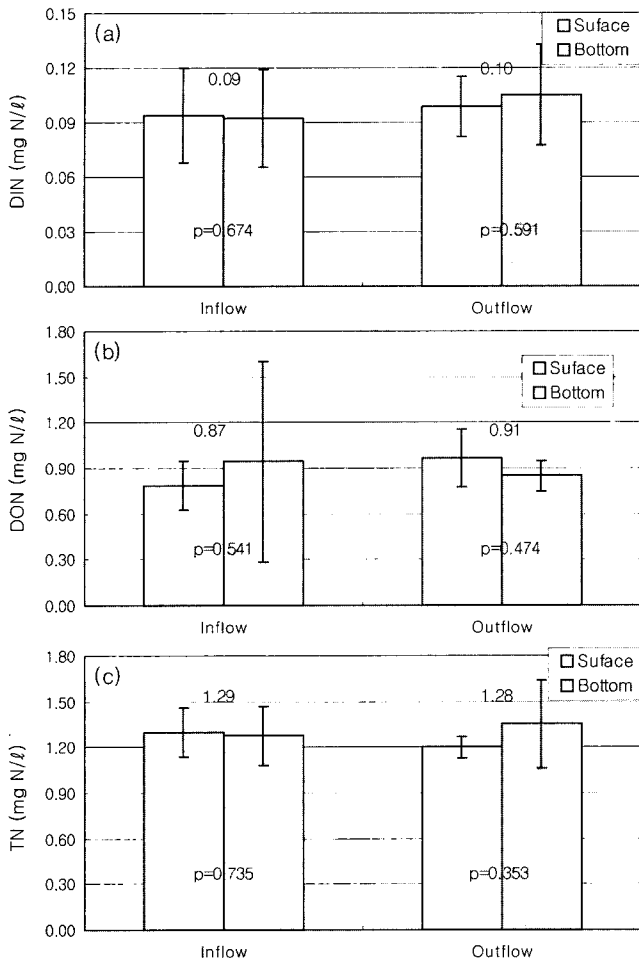 (a)
Suface
Bottom
0.15
0.12
0.09
0.06
0.03
0.00
DIN (mg N/ℓ)
0.09
0.10
p=0.674
p=0.591
Inflow
Outflow
(b)
Suface
Bottom
1.80
1.50
1.20
0.90
0.60
0.30
0.00
DON (mg N/ℓ)
0.87
0.91
p=0.541
p=0.474
Inflow
Outflow
(c)
Suface
Bottom
1.80
1.50
1.20
0.90
0.60
0.30
0.00
TN (mg N/ℓ)
1.29
1.28
p=0.735
p=0.353
Inflow
Outflow